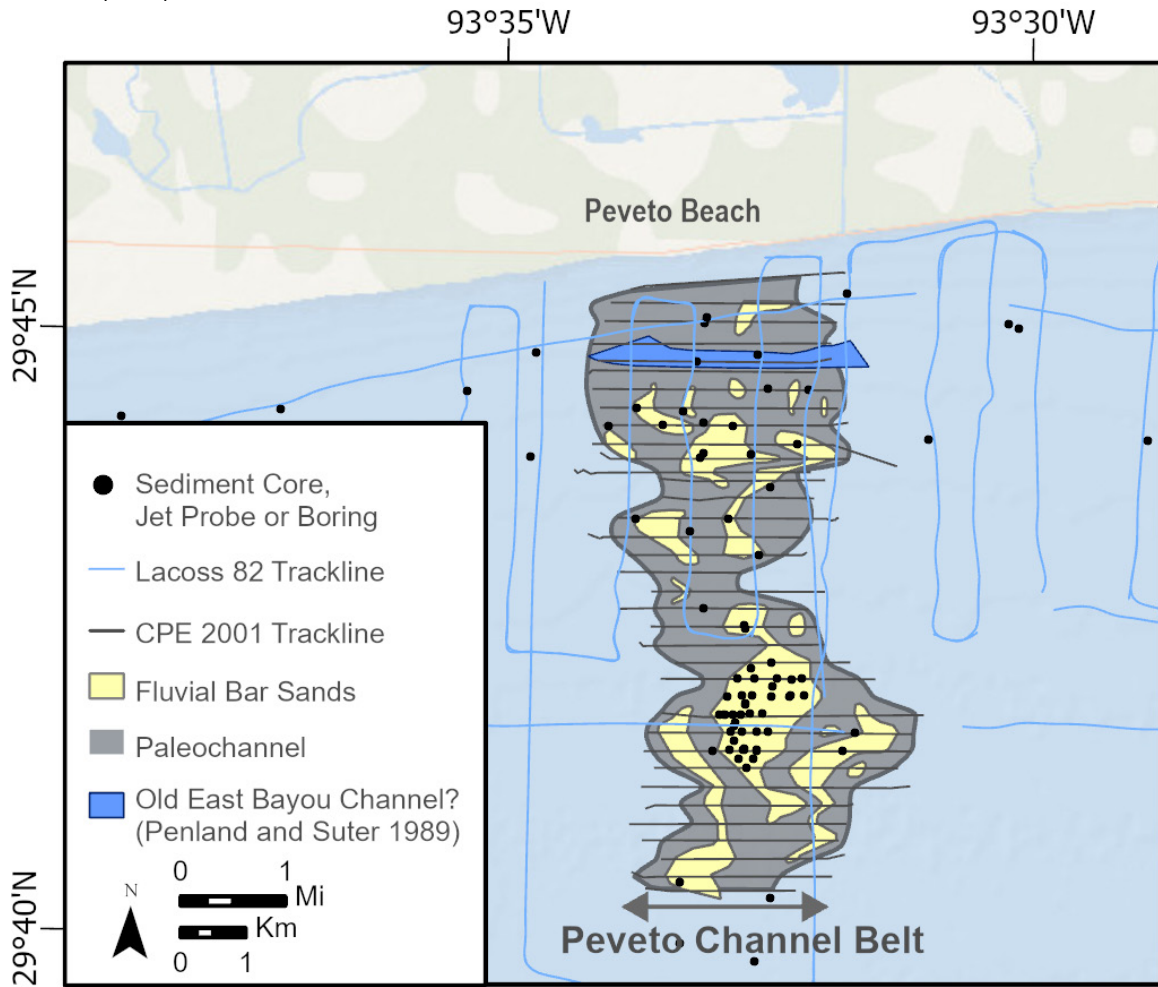 93°35'W
93°30'W
Peveto Beach
29°45'N
Sediment Core,
Jet Probe or Boring
Lacoss 82 Trackline
CPE 2001 Trackline
Fluvial Bar Sands
Paleochannel
Old East Bayou Channel?
(Penland and Suter 1989)
0 1
Mi
N
Km
0 1
29°40'N
Peveto Channel Belt